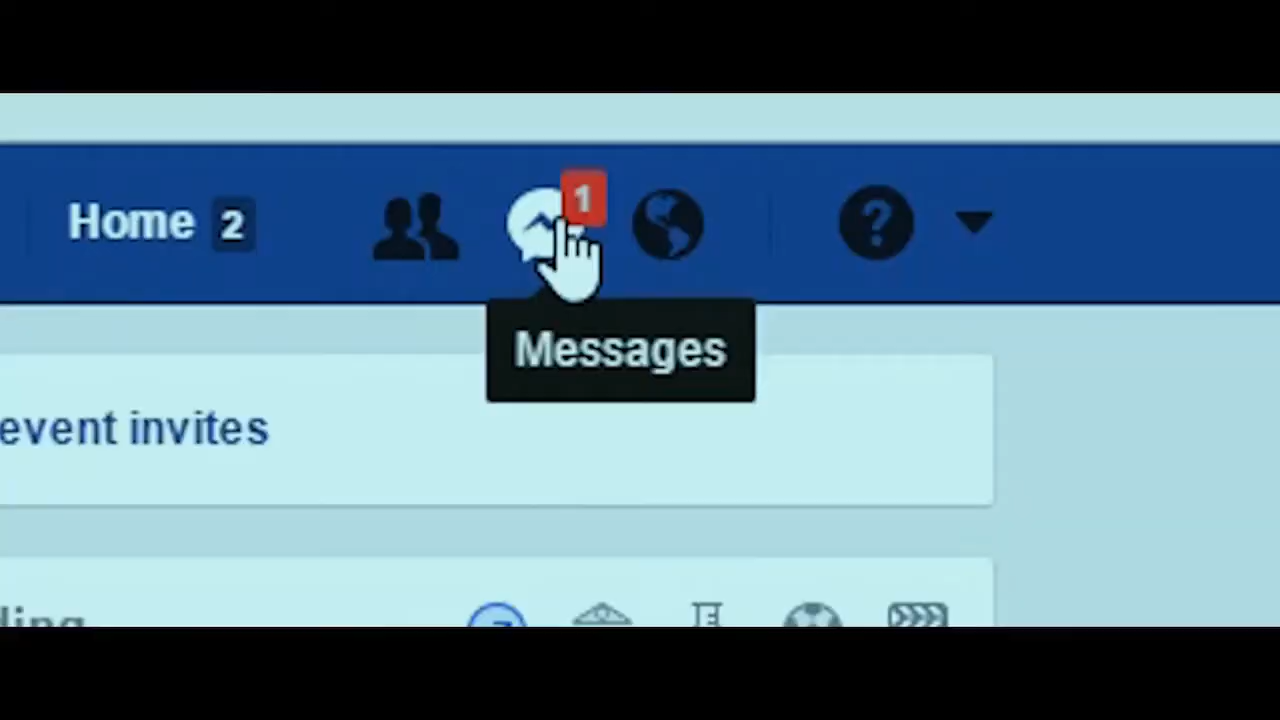 Home 2
1
?
Messages
event invites